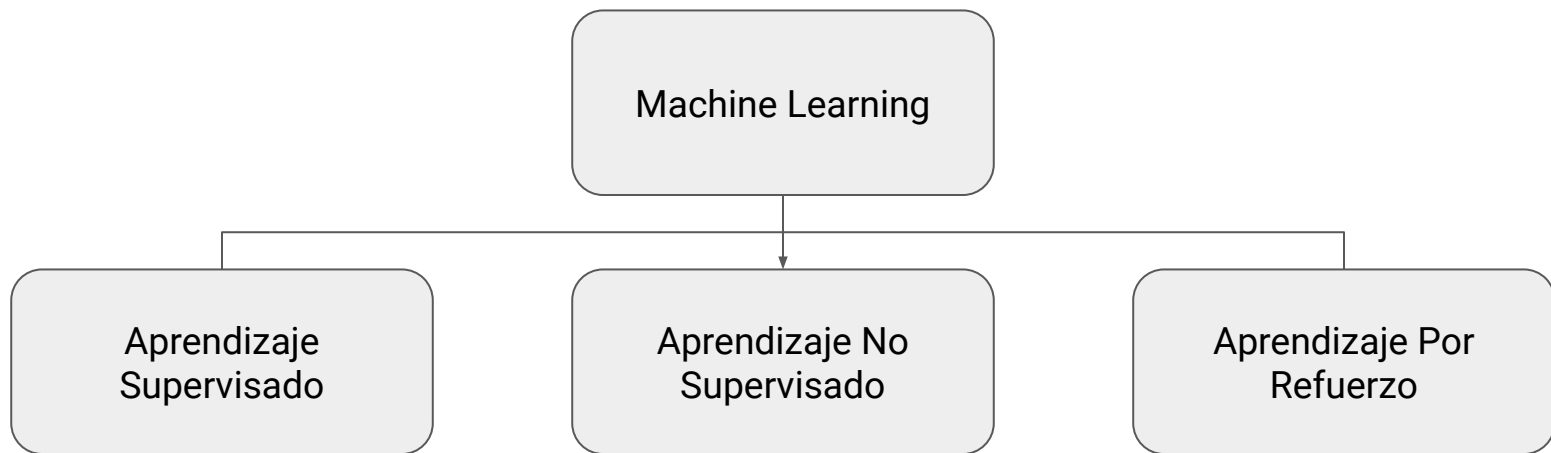 Machine Learning
Aprendizaje
Supervisado
Aprendizaje No
Supervisado
Aprendizaje Por
Refuerzo